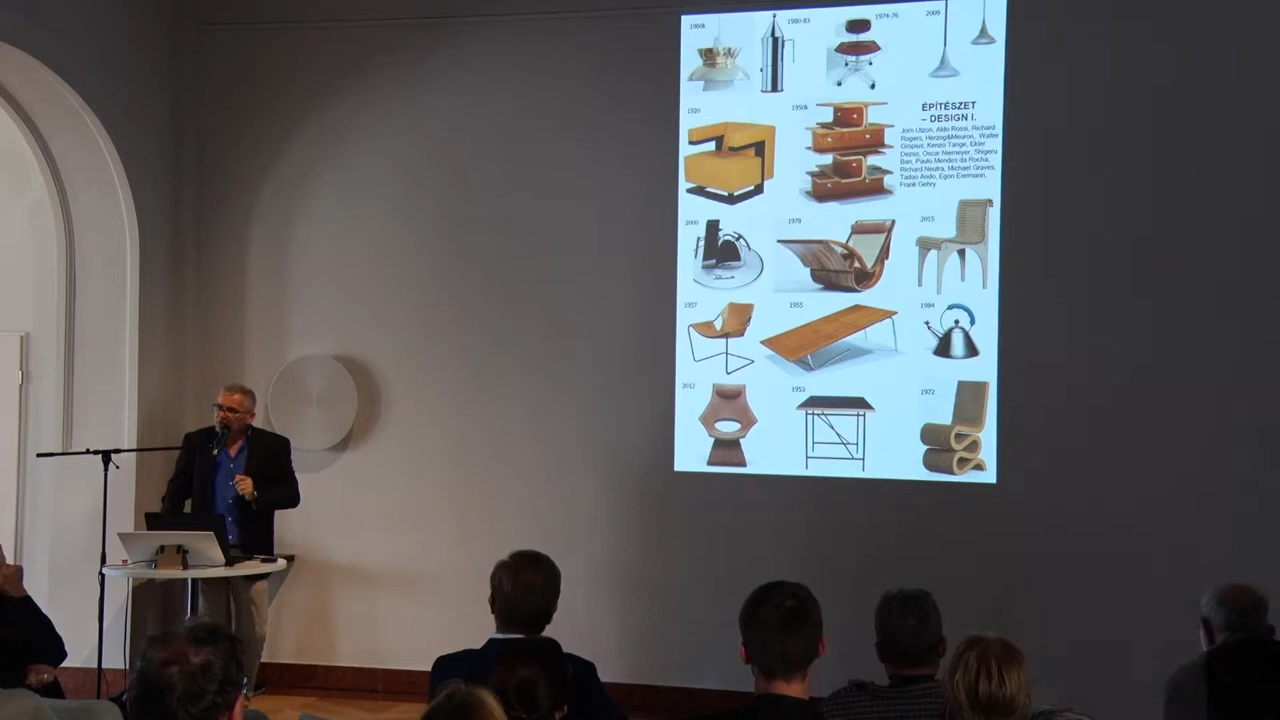 1960k
1980-83
1974-76
2009
1920
1950k
ÉPÍTÉSZET
– DESIGN I.
Jorn Utzon, Aldo Rossi, Richard
Rogers, Herzog&Meuron, Walter
Gropius, Kenzo Tange, Ekler
Dezso, Oscar Niemeyer, Shigeru
Ban, Paulo Mendes da Rocha,
Richard Neutra, Michael Graves,
Tadao Ando, Egon Eiermann,
Frank Gehry
2000
1978
2015
1957
1955
1984
2012
1953
1972